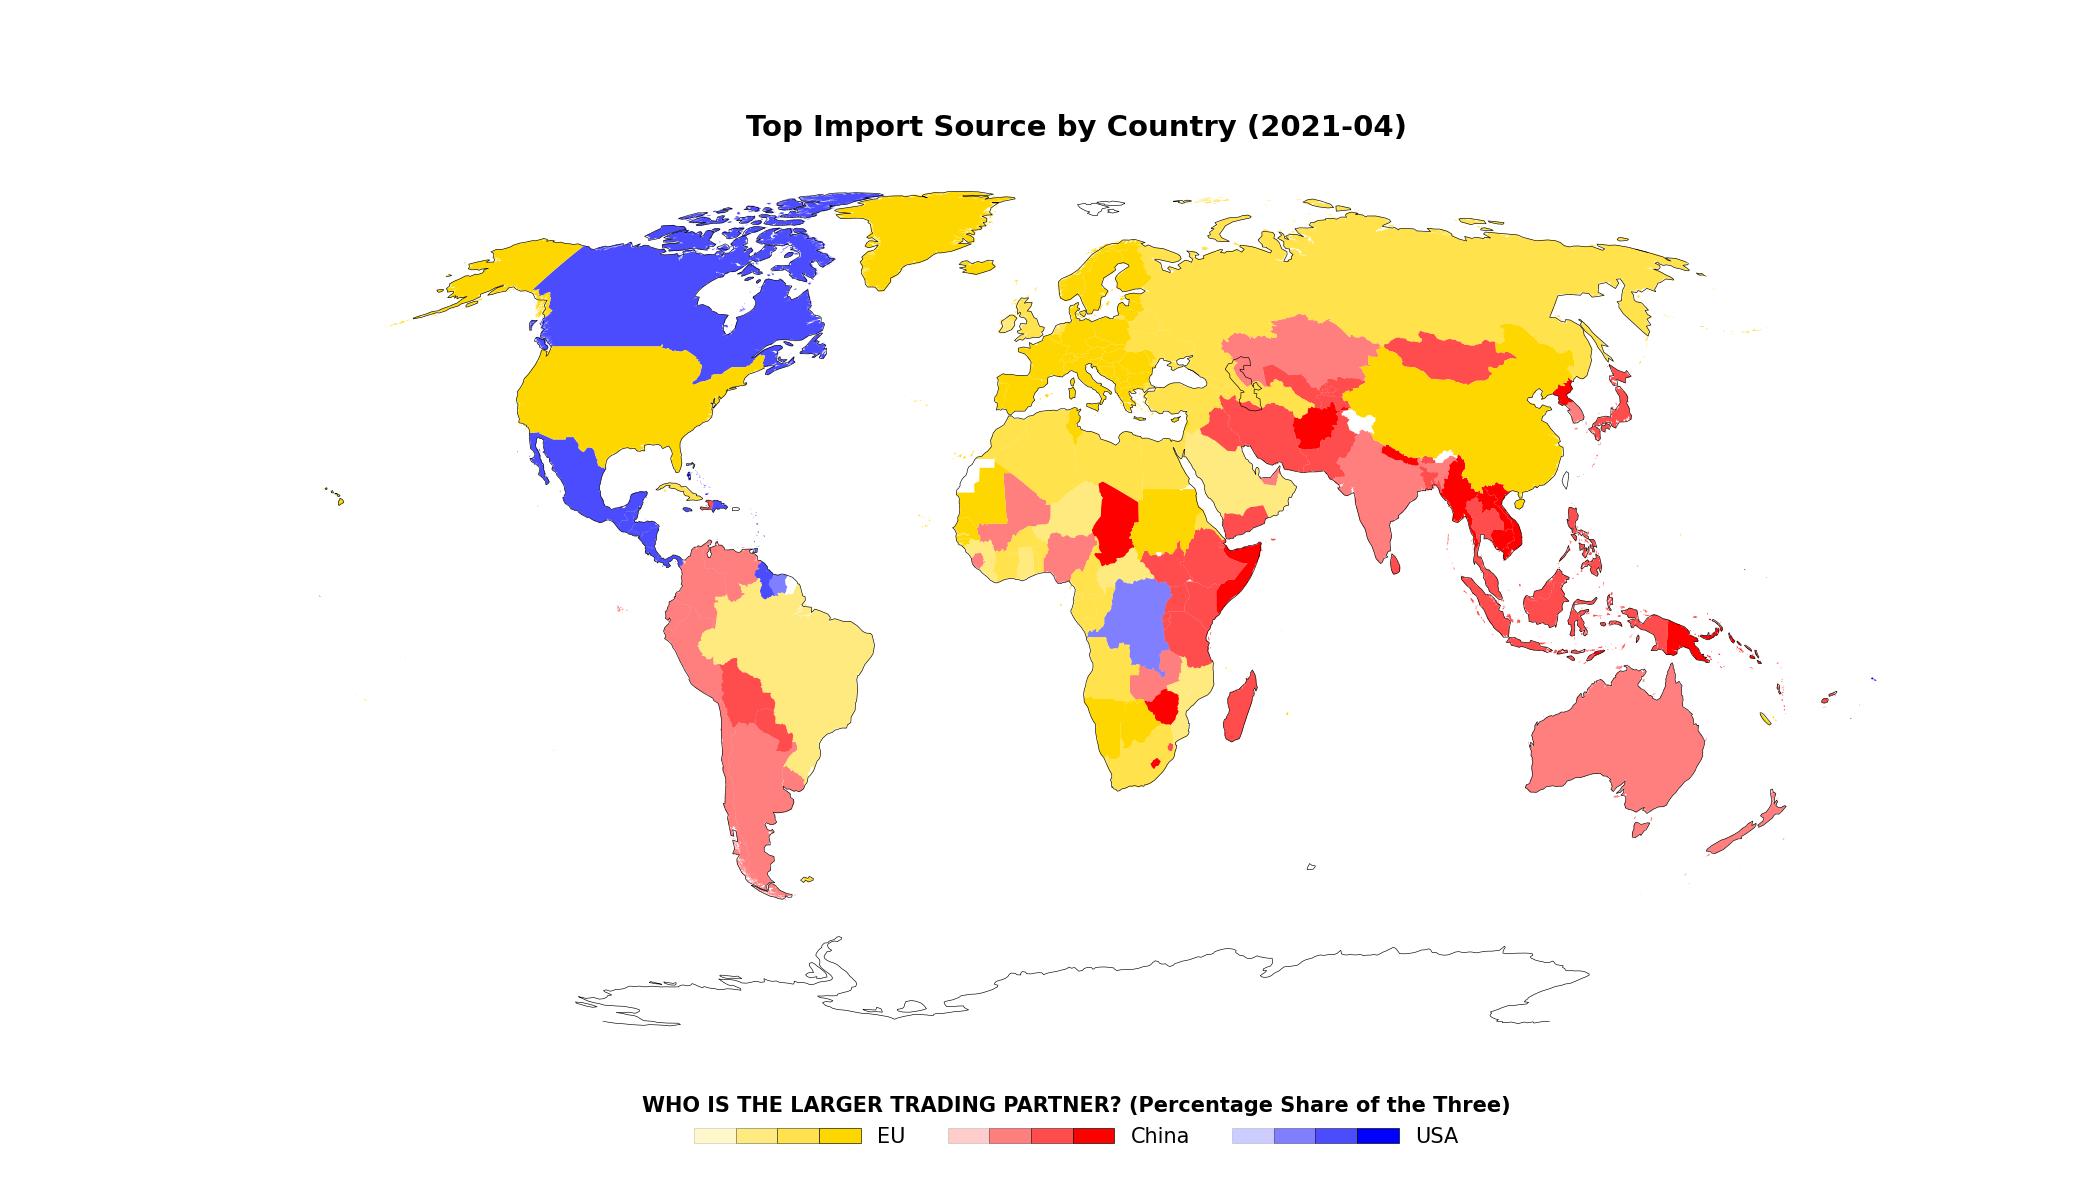 Top Import Source by Country (2021-04)
WHO IS THE LARGER TRADING PARTNER? (Percentage Share of the Three)
EU China USA